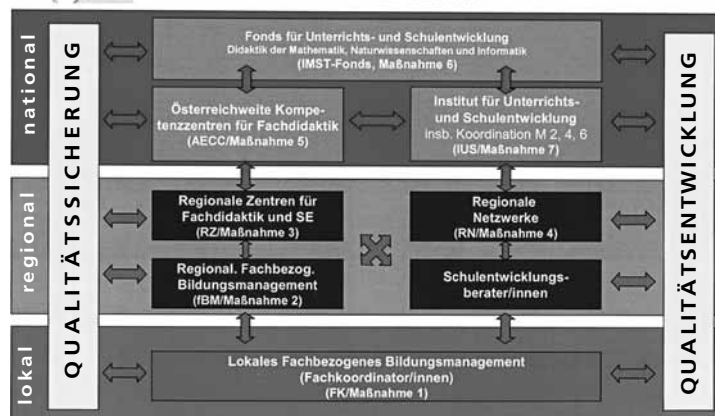 national
QUALITÄTSSICHERUNG
Fonds für Unterrichts- und Schulentwicklung
Didaktik der Mathematik, Naturwissenschaften und Informatik
(IMST-Fonds, Maßnahme 6)
Österreichweite Kompe-
tenzzentren für Fachdidaktik
(AECC/Maßnahme 5)
Institut für Unterrichts-
und Schulentwicklung
insb. Koordination M 2, 4, 6
(IUS/Maßnahme 7)
QUALITÄTSENTWICKLUNG
regional
Regionale Zentren für
Fachdidaktik und SE
(RZ/Maßnahme 3)
Regionale
Netzwerke
(RN/Maßnahme 4)
Regional. Fachbezog.
Bildungsmanagement
(fBM/Maßnahme 2)
Schulentwicklungs-
berater/innen
lokal
Lokales Fachbezogenes Bildungsmanagement
(Fachkoordinator/innen)
FK/Maßnahme 1)